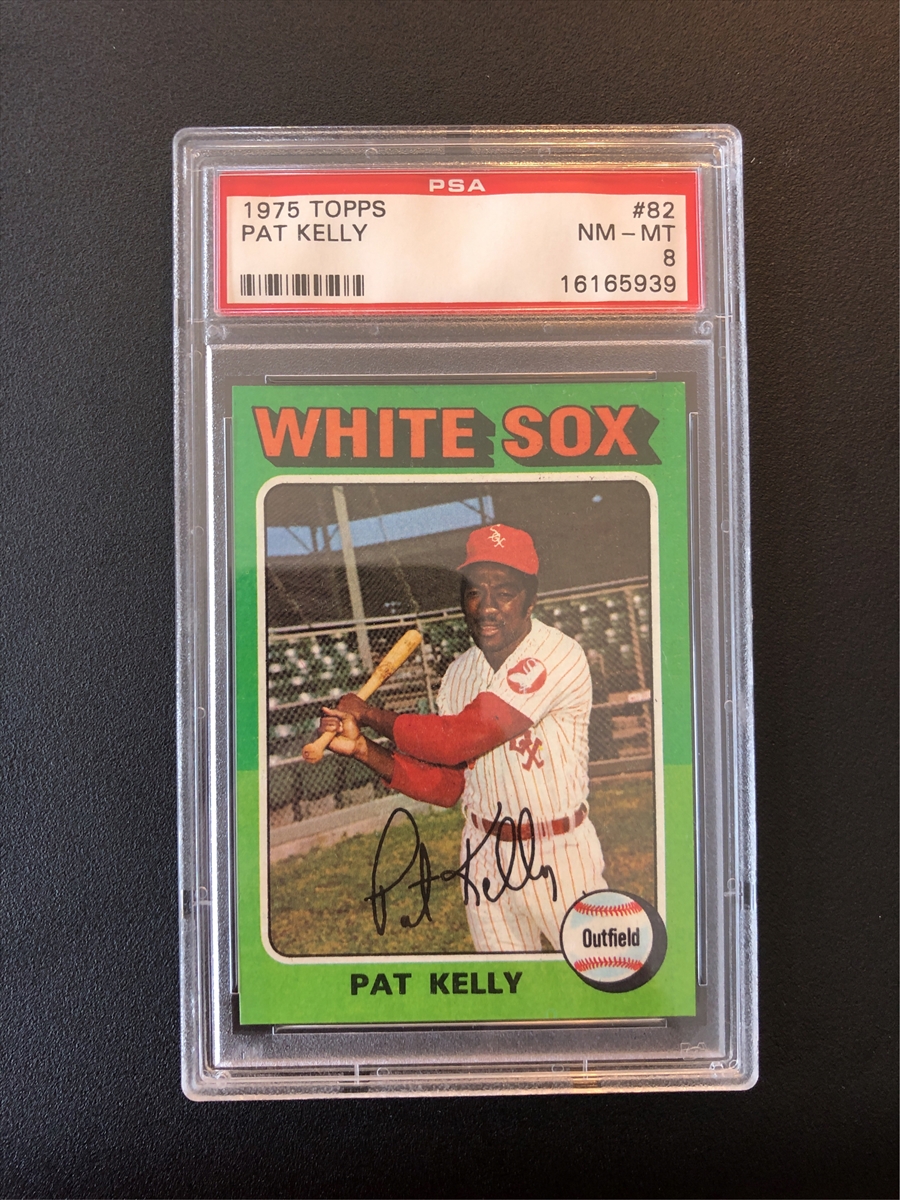 PSA
1975 TOPPS #82
PAT KELLY NM - MT
8
16165939
WHITE SOX
SOX
Pat Kelly
Outfield
PAT KELLY